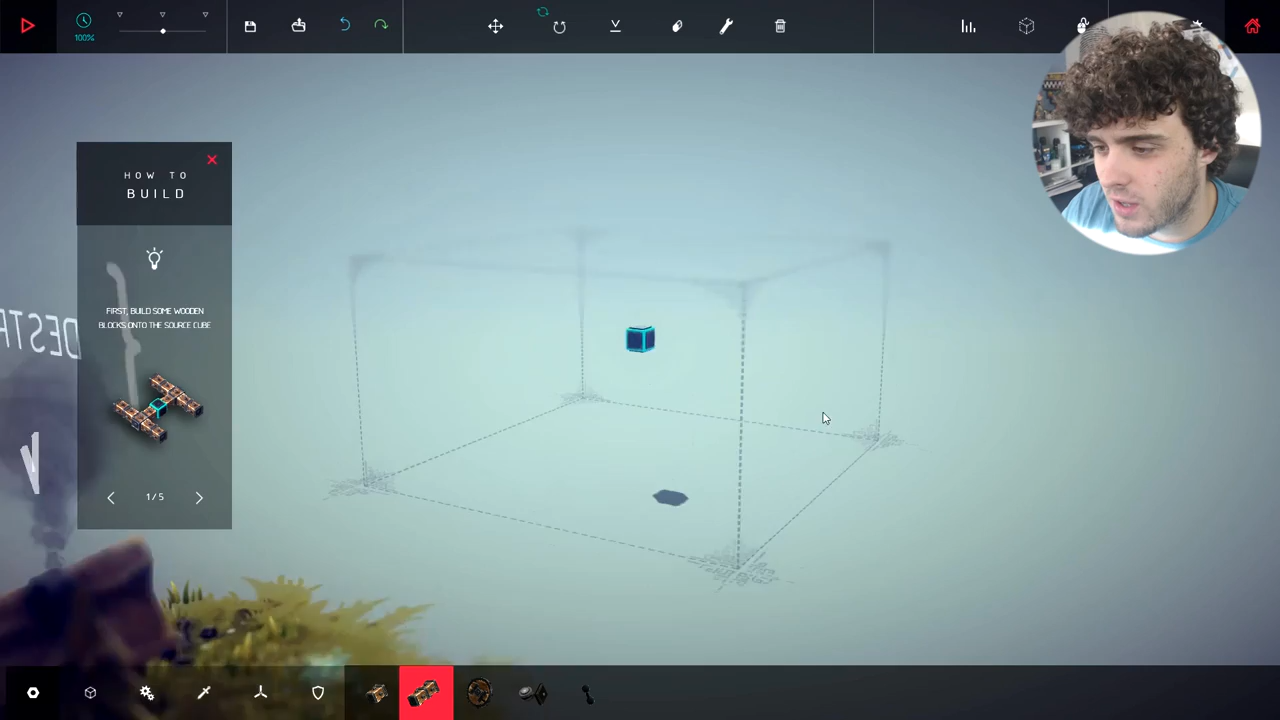 100%
HOW TO
BUILD
FIRST, BUILD SOME WOODEN
BLOCKS ONTO THE SOURCE CUBE
1/5